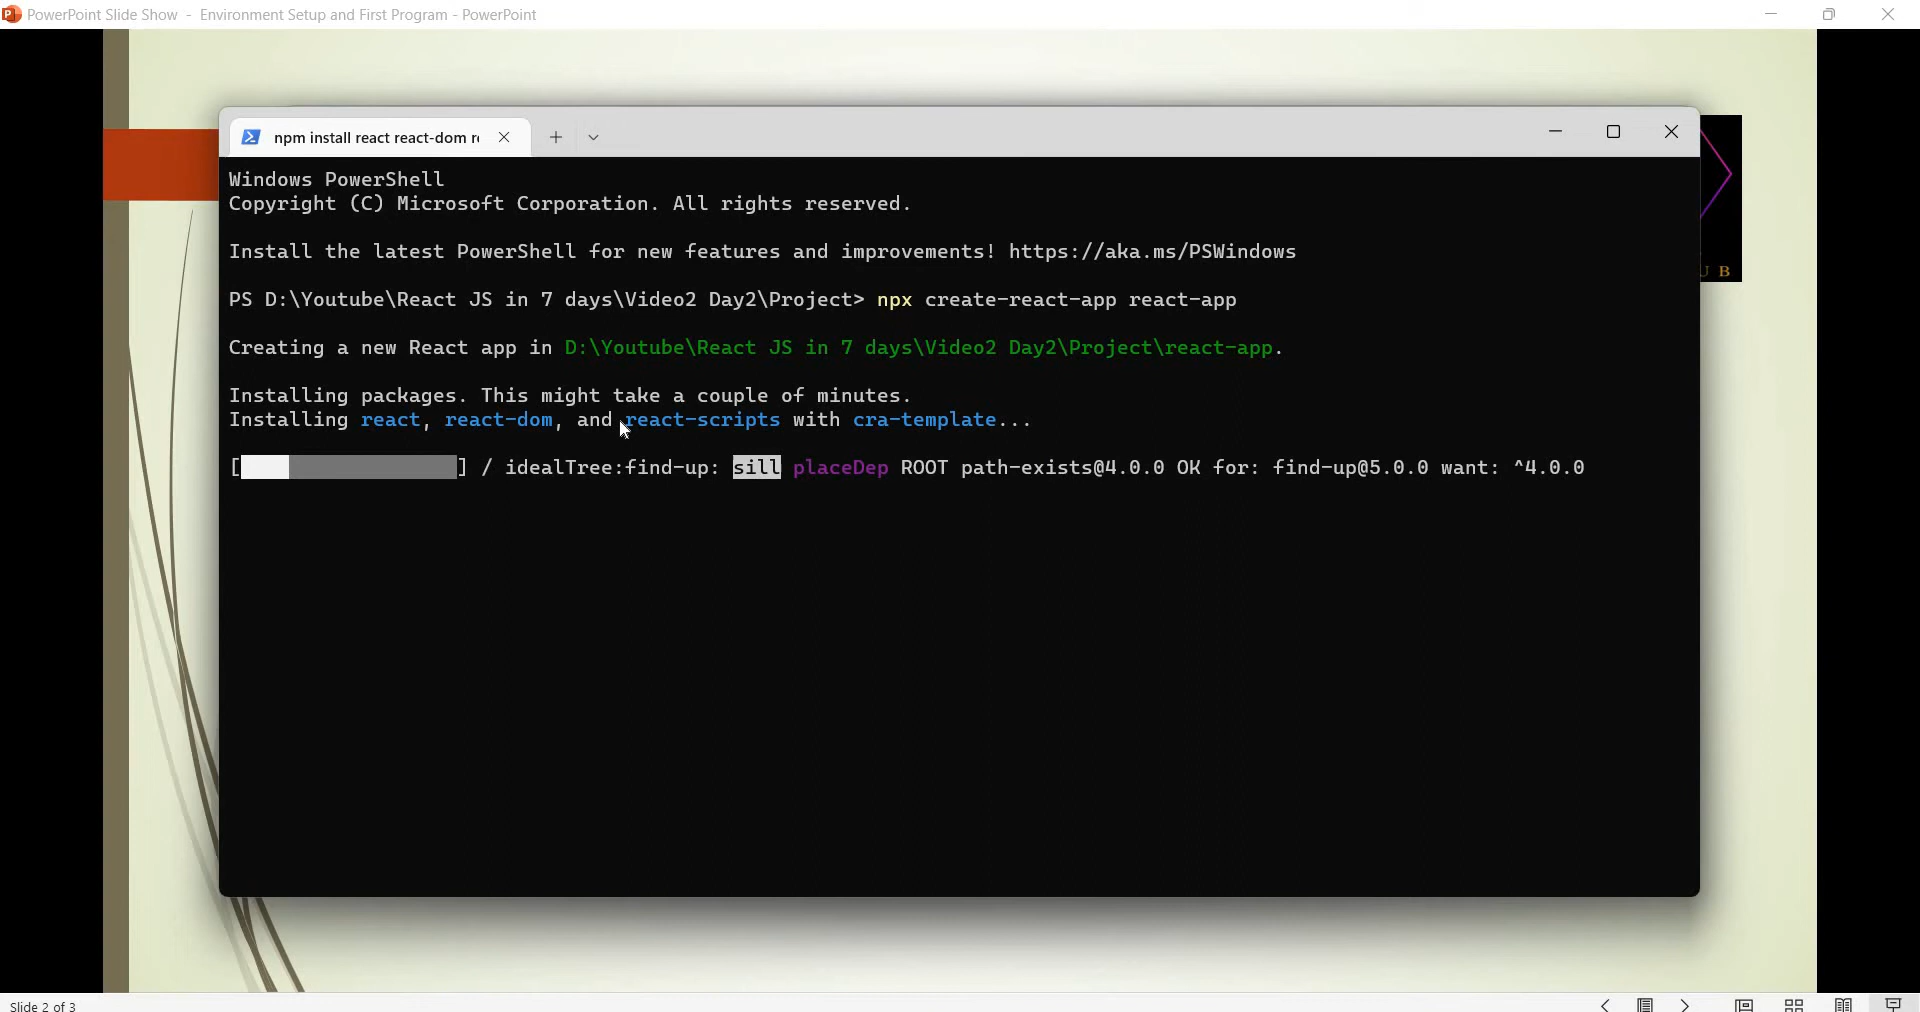 PowerPoint Slide Show - Environment Setup and First Program - PowerPoint
npm install react react-dom
Windows PowerShell
Copyright (C) Microsoft Corporation. All rights reserved.
Install the latest PowerShell for new features and improvements! https://aka.ms/PSWindows
PS D:\Youtube\React JS in 7 days\Video2 Day2\Project> npx create-react-app react-app
Creating a new React app in D:\Youtube\React JS in 7 days\Video2 Day2\Project\react-app.
Installing packages. This might take a couple of minutes.
Installing react, react-dom, and react-scripts with cra-template...
[] / idealTree:find-up: sill placeDep ROOT path-exists@4.0.0 OK for: find-up@5.0.0 want: ^4.0.0
Slide 2 of 3